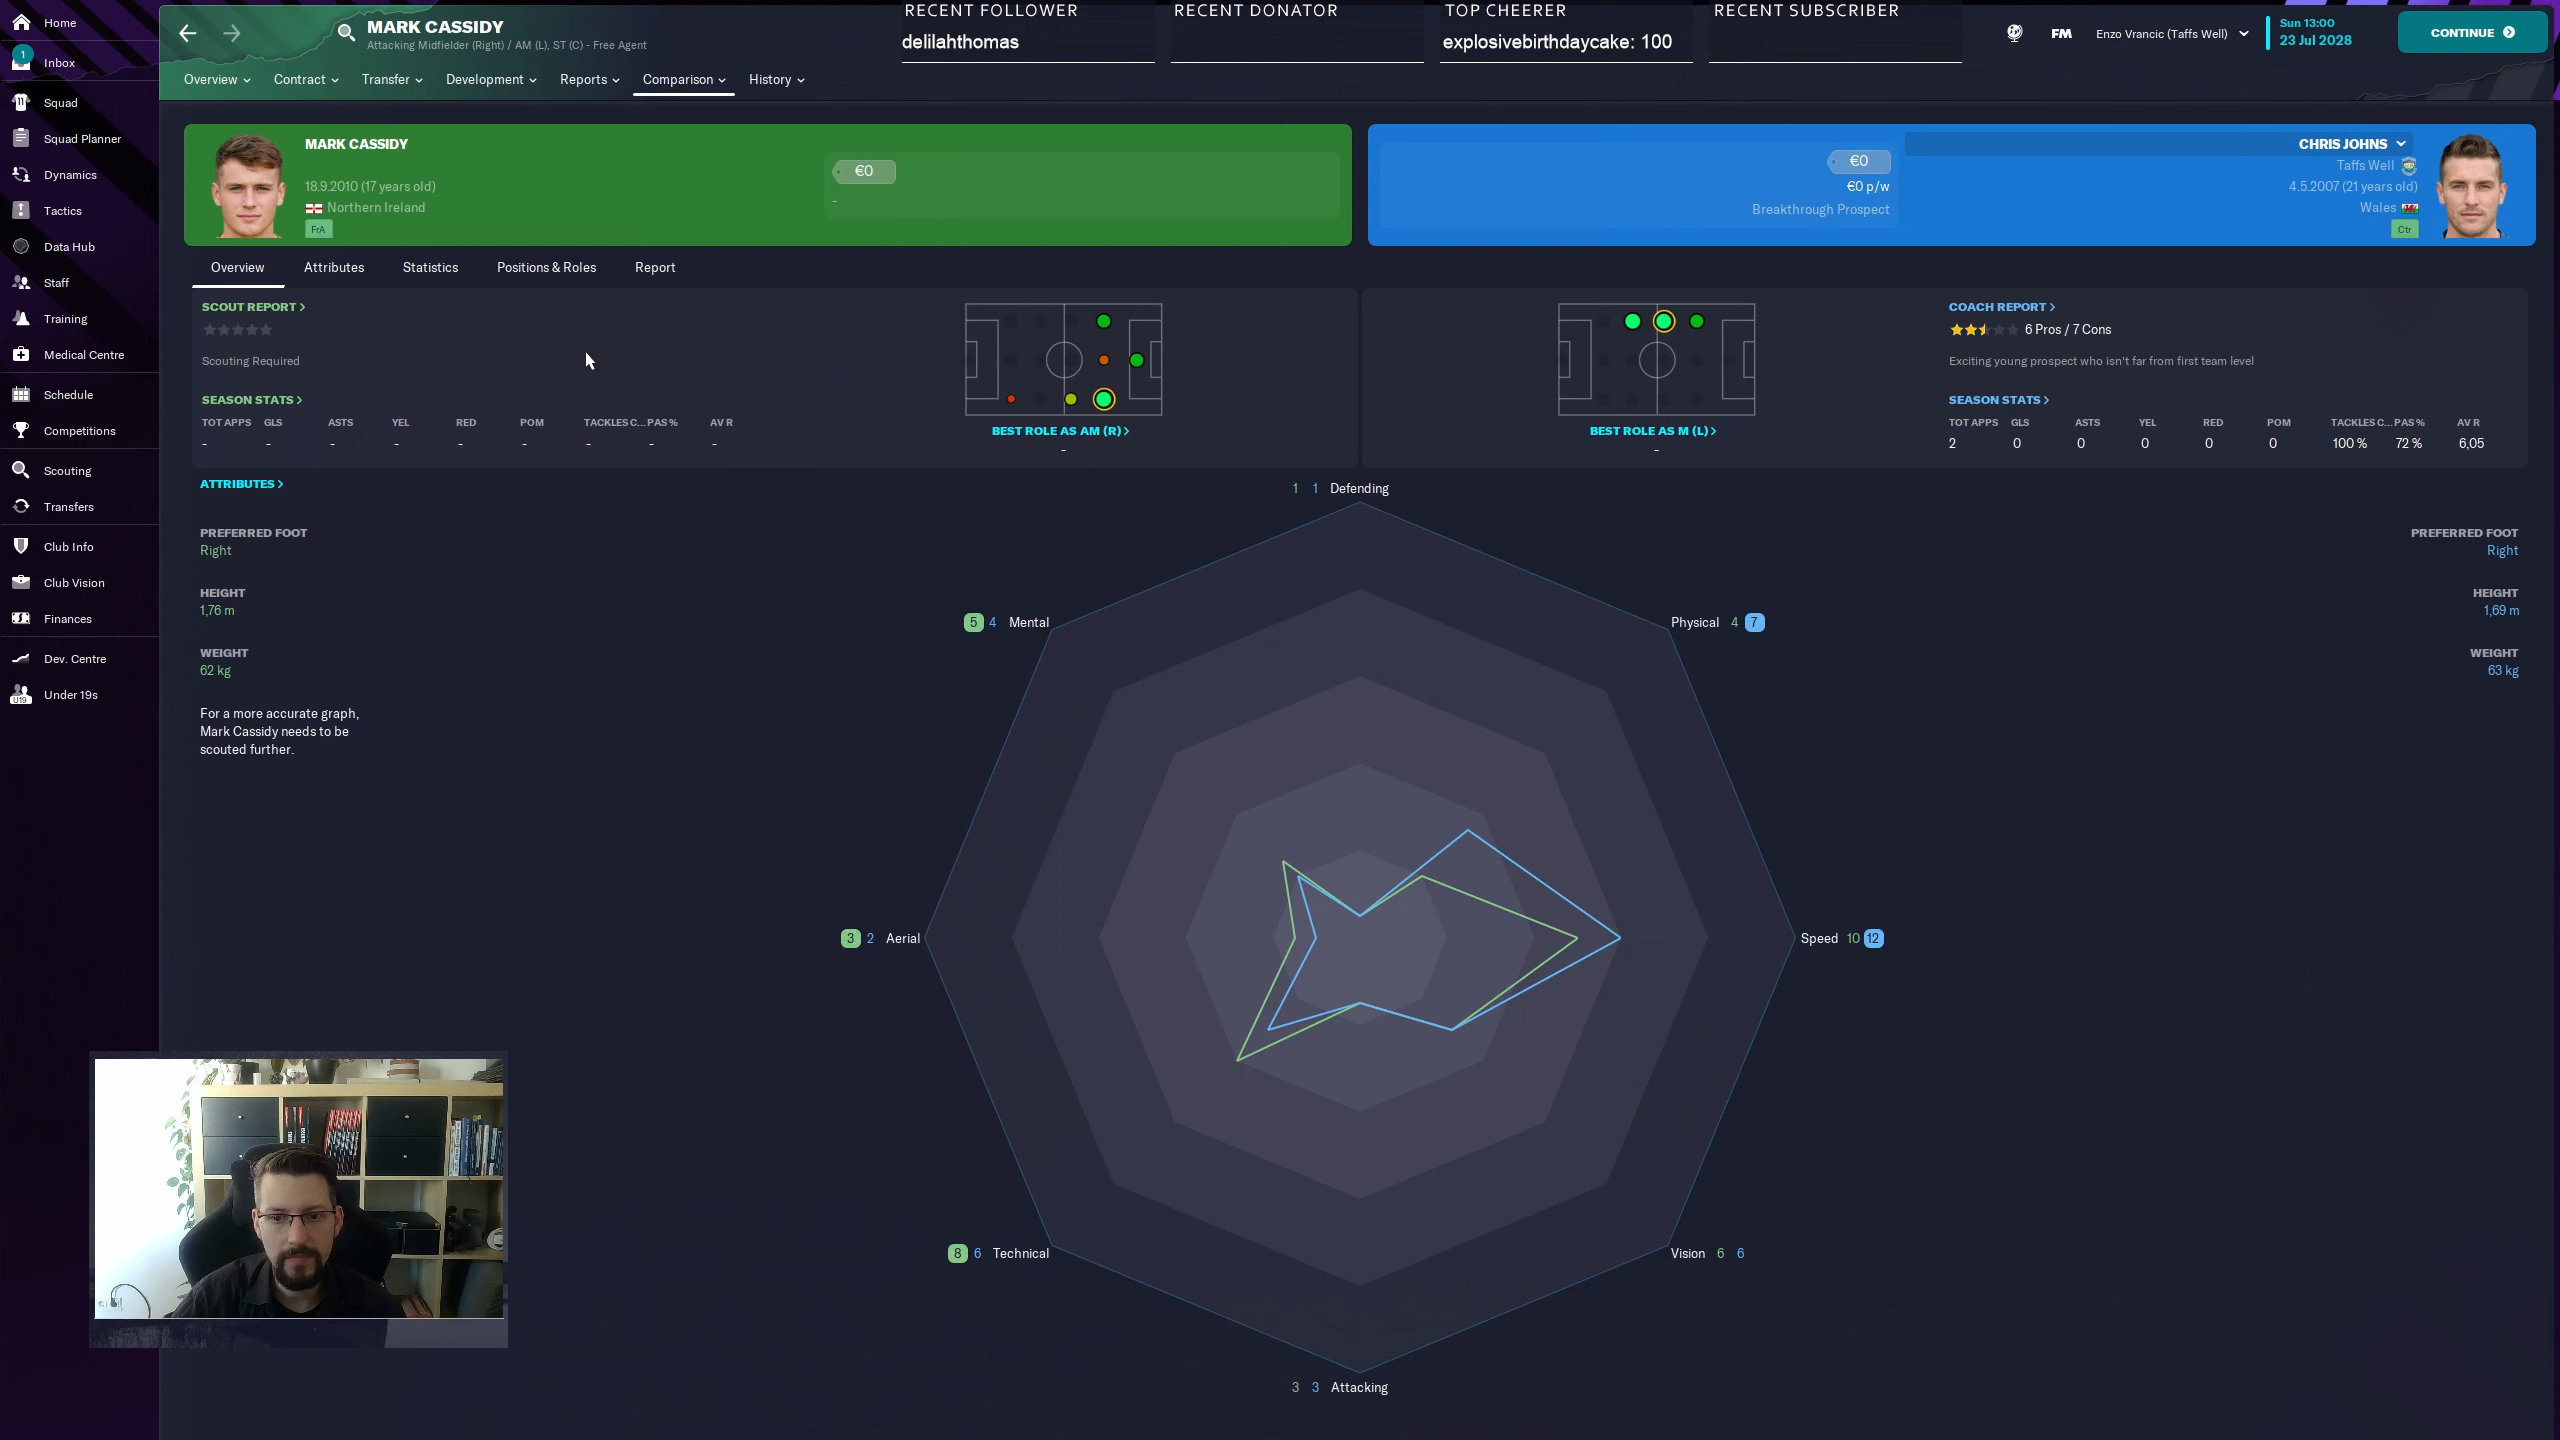 Home
1
Inbox
Squad
Squad Planner
Dynamics
Tactics
Data Hub
Staff
Training
Medical Centre
Schedule
Competitions
Scouting
Transfers
Club Info
Club Vision
Finances
Dev. Centre
Under 19s
MARK CASSIDY
Attacking Midfielder (Right) / AM (L), ST (C) - Free Agent
RECENT FOLLOWER
delilahthomas
RECENT DONATOR
TOP CHEERER
explosivebirthdaycake: 100
RECENT SUBSCRIBER
FM
Enzo Vrancic (Taffs Well)
Sun 13:00
23 Jul 2028
CONTINUE
Overview Contract Transfer Development Reports Comparison History
MARK CASSIDY
18.9.2010 (17 years old)
Northern Ireland
FrA
€0
-
€0
€0 p/w
Breakthrough Prospect
CHRIS JOHNS
Taffs Well
4.5.2007 (21 years old)
Wales
Ctr
Overview Attributes Statistics Positions & Roles Report
SCOUT REPORT >
Scouting Required
SEASON STATS >
TOT APPS GLS ASTS YEL RED POM TACKLES C... PAS % AV R
- - - - - - - - -
BEST ROLE AS AM (R) >
-
BEST ROLE AS M (L) >
-
COACH REPORT >
6 Pros / 7 Cons
Exciting young prospect who isn't far from first team level
SEASON STATS >
TOT APPS GLS ASTS YEL RED POM TACKLES C... PAS % AV R
2 0 0 0 0 0 100 % 72 % 6,05
ATTRIBUTES >
PREFERRED FOOT
Right
HEIGHT
1,76 m
WEIGHT
62 kg
For a more accurate graph,
Mark Cassidy needs to be
scouted further.
1 1 Defending
5 4 Mental
Physical 4 7
3 2 Aerial
Speed 10 12
8 6 Technical
Vision 6 6
3 3 Attacking
PREFERRED FOOT
Right
HEIGHT
1,69 m
WEIGHT
63 kg